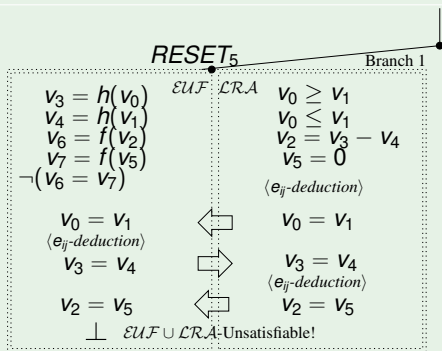 RESET₅
Branch 1
EUF LRA
v₃ = h(v₀)
v₄ = h(v₁)
v₆ = f(v₂)
v₇ = f(v₅)
¬(v₆ = v₇)
v₀ ≥ v₁
v₀ ≤ v₁
v₂ = v₃ − v₄
v₅ = 0
⟨eᵢⱼ-deduction⟩
v₀ = v₁ v₀ = v₁
⟨eᵢⱼ-deduction⟩
v₃ = v₄ v₃ = v₄
⟨eᵢⱼ-deduction⟩
v₂ = v₅ v₂ = v₅
⊥ EUF ∪ LRA-Unsatisfiable!